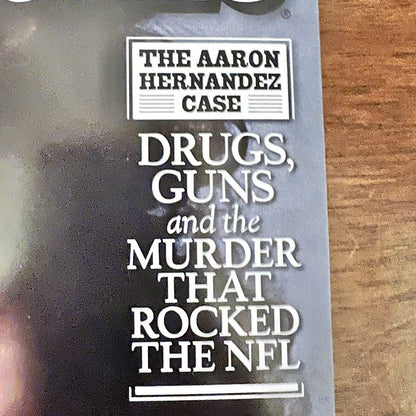 ®
THE AARON
HERNANDEZ
CASE
DRUGS,
GUNS
and the
MURDER
THAT
ROCKED
THE NFL